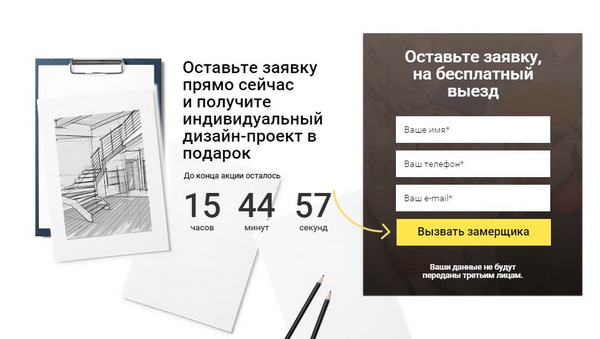 Оставьте заявку
прямо сейчас
и получите
индивидуальный
дизайн-проект в
подарок
До конца акции осталось
15 44 57
часов минут секунд
Оставьте заявку,
на бесплатный
выезд
Ваше имя*
Ваш телефон*
Ваш e-mail*
Вызвать замерщика
Ваши данные не будут
переданы третьим лицам.